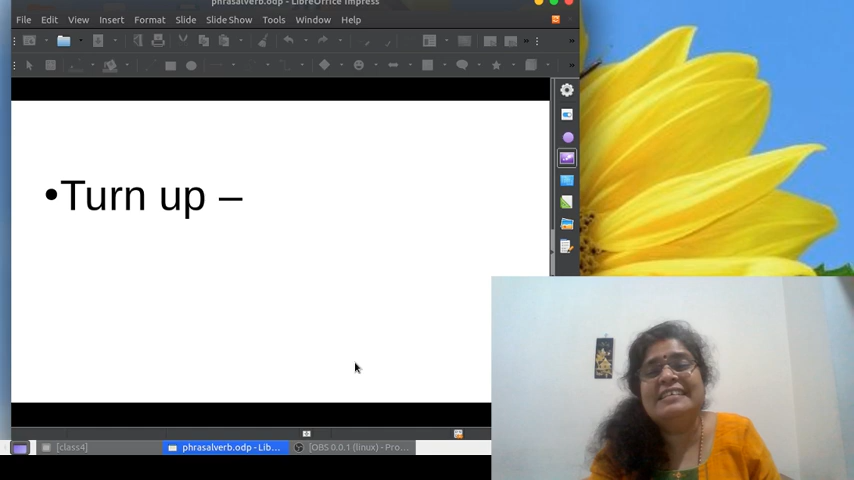 phrasalverb.odp - LibreOffice Impress
File Edit View Insert Format Slide Slide Show Tools Window Help
•Turn up –
[class4] phrasalverb.odp - Lib... [OBS 0.0.1 (linux) - Pro...